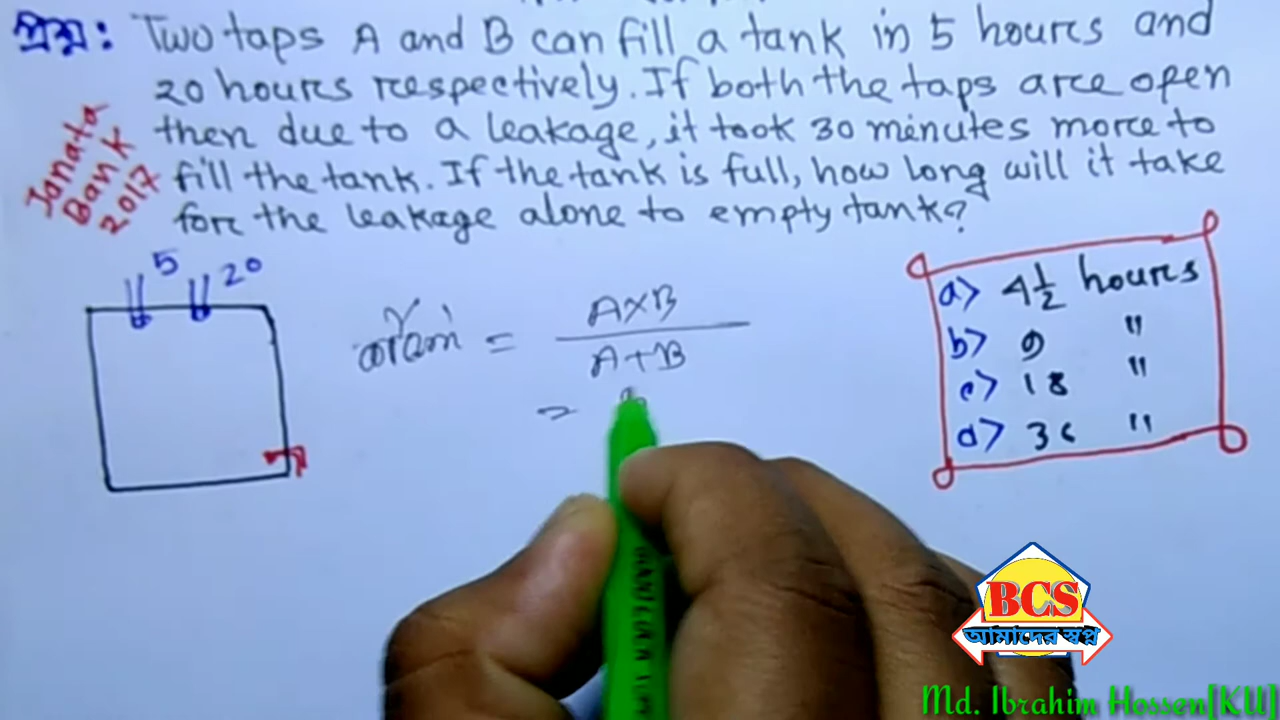 প্রশ্ন: Two taps A and B can fill a tank in 5 hours and
20 hours respectively. If both the taps are open
then due to a leakage, it took 30 minutes more to
fill the tank. If the tank is full, how long will it take
for the leakage alone to empty tank?
Janata
Bank
2017
5 20
= A×B
A+B
=
a> 4½ hours
b> 9 "
c> 18 "
d> 36 "
BCS
আমাদের স্বপ্ন
Md. Ibrahim Hossen[KU]